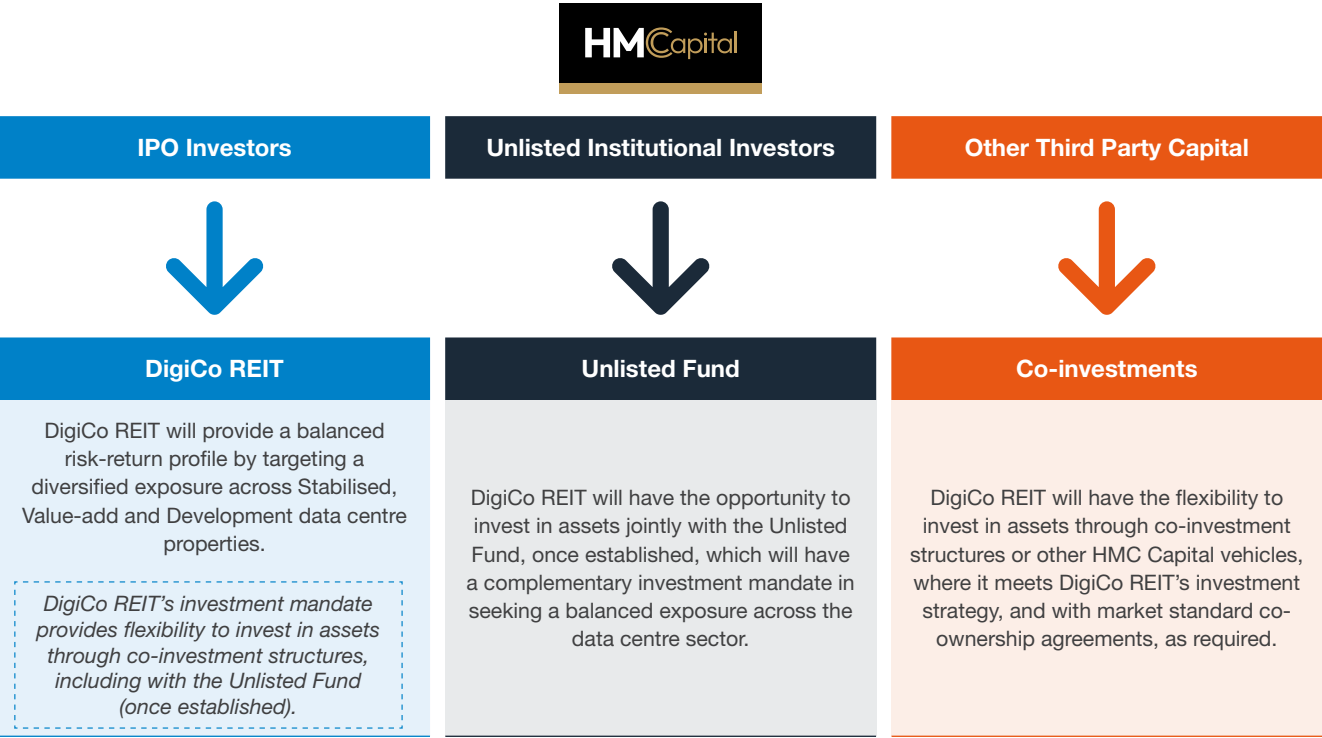 HMCapital
IPO Investors
DigiCo REIT
DigiCo REIT will provide a balanced
risk-return profile by targeting a
diversified exposure across Stabilised,
Value-add and Development data centre
properties.
DigiCo REIT’s investment mandate
provides flexibility to invest in assets
through co-investment structures,
including with the Unlisted Fund
(once established).
Unlisted Institutional Investors
Unlisted Fund
DigiCo REIT will have the opportunity to
invest in assets jointly with the Unlisted
Fund, once established, which will have
a complementary investment mandate in
seeking a balanced exposure across the
data centre sector.
Other Third Party Capital
Co-investments
DigiCo REIT will have the flexibility to
invest in assets through co-investment
structures or other HMC Capital vehicles,
where it meets DigiCo REIT’s investment
strategy, and with market standard co-
ownership agreements, as required.